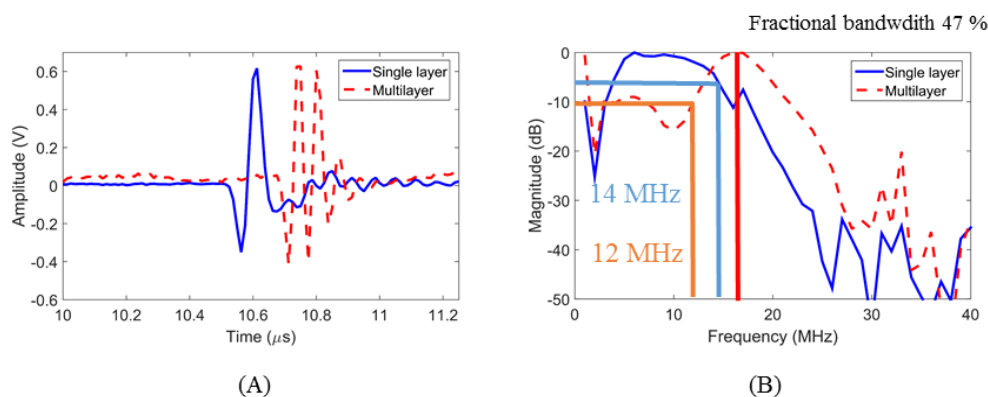 Fractional bandwdith 47 %
0.6
0.4
0.2
0
-0.2
-0.4
-0.6
Amplitude (V)
10
10.2
10.4
10.6
10.8
11
11.2
Time (μs)
Single layer
Multilayer
(A)
0
-10
-20
-30
-40
-50
Magnitude (dB)
0
10
20
30
40
Frequency (MHz)
Single layer
Multilayer
14 MHz
12 MHz
(B)